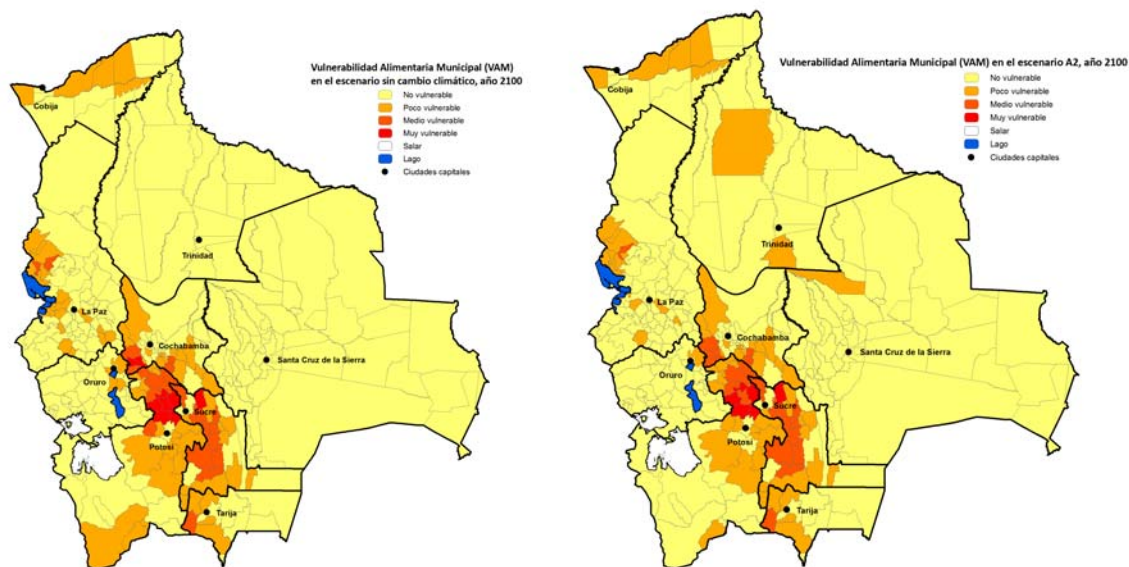 Vulnerabilidad Alimentaria Municipal (VAM)
en el escenario sin cambio climático, año 2100
No vulnerable
Poco vulnerable
Medio vulnerable
Muy vulnerable
Salar
Lago
Ciudades capitales
Cobija
Trinidad
La Paz
Cochabamba
Santa Cruz de la Sierra
Oruro
Sucre
Potosí
Tarija
Vulnerabilidad Alimentaria Municipal (VAM) en el escenario A2, año 2100
No vulnerable
Poco vulnerable
Medio vulnerable
Muy vulnerable
Salar
Lago
Ciudades capitales
Cobija
Trinidad
La Paz
Cochabamba
Santa Cruz de la Sierra
Oruro
Sucre
Potosí
Tarija